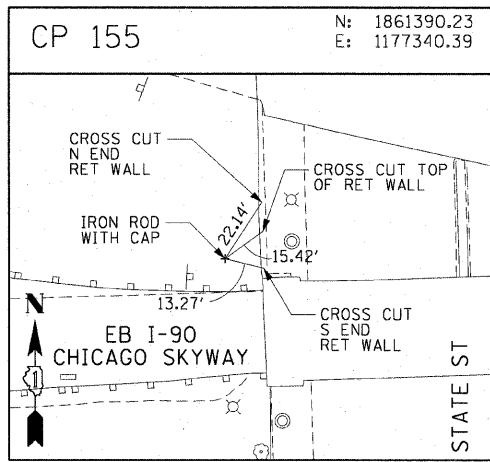 CP 155
N: 1861390.23
E: 1177340.39
CROSS CUT
N END
RET WALL
CROSS CUT TOP
OF RET WALL
22.14'
IRON ROD
WITH CAP
15.42'
13.27'
CROSS CUT
S END
RET WALL
N
EB I-90
CHICAGO SKYWAY
STATE ST